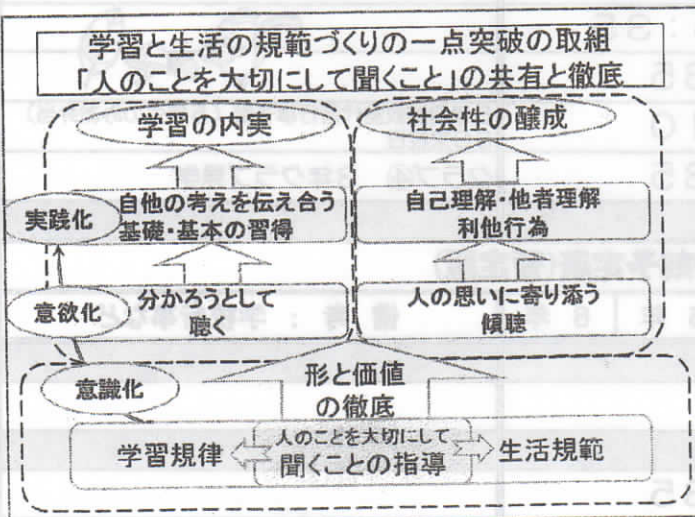 学習と生活の規範づくりの一点突破の取組
「人のことを大切にして聞くこと」の共有と徹底
学習の内実
社会性の醸成
実践化
自他の考えを伝え合う
基礎・基本の習得
自己理解・他者理解
利他行為
意欲化
分かろうとして
聴く
人の思いに寄り添う
傾聴
意識化
形と価値
の徹底
学習規律
人のことを大切にして
聞くことの指導
生活規範